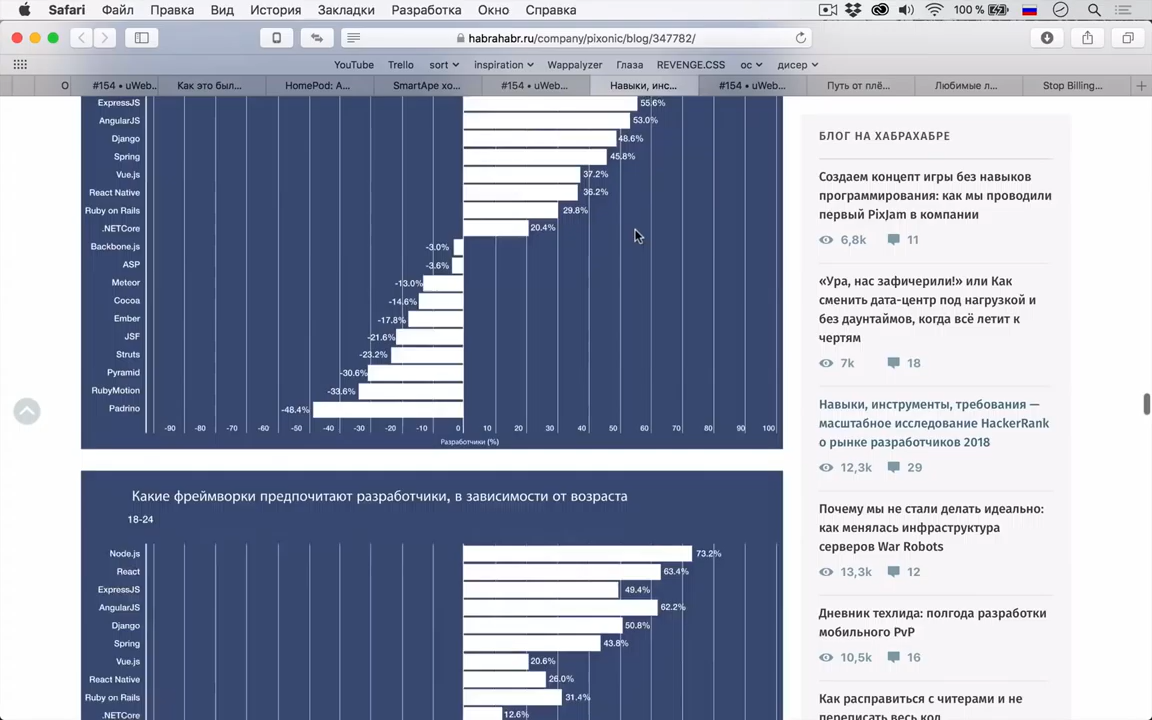 Safari Файл Правка Вид История Закладки Разработка Окно Справка 100 %
habrahabr.ru/company/pixonic/blog/347782/
YouTube Trello sort inspiration Wappalyzer Глаза REVENGE.CSS ос дисер
О #154 • uWeb... Как это был... HomePod: A... SmartApe хо... #154 • uWeb... Навыки, инс... #154 • uWeb... Путь от плё... Любимые л... Stop Billing...
ExpressJS 55.6%
AngularJS 53.0%
Django 48.6%
Spring 45.8%
Vue.js 37.2%
React Native 36.2%
Ruby on Rails 29.8%
.NETCore 20.4%
Backbone.js -3.0%
ASP -3.6%
Meteor -13.0%
Cocoa -14.6%
Ember -17.8%
JSF -21.6%
Struts -23.2%
Pyramid -30.6%
RubyMotion -33.6%
Padrino -48.4%
-90 -80 -70 -60 -50 -40 -30 -20 -10 0 10 20 30 40 50 60 70 80 90 100
Разработчики (%)
Какие фреймворки предпочитают разработчики, в зависимости от возраста
18-24
Node.js 73.2%
React 63.4%
ExpressJS 49.4%
AngularJS 62.2%
Django 50.8%
Spring 43.8%
Vue.js 20.6%
React Native 26.0%
Ruby on Rails 31.4%
.NETCore 12.6%
БЛОГ НА ХАБРАХАБРЕ
Создаем концепт игры без навыков
программирования: как мы проводили
первый PixJam в компании
6,8k 11
«Ура, нас зафичерили!» или Как
сменить дата-центр под нагрузкой и
без даунтаймов, когда всё летит к
чертям
7k 18
Навыки, инструменты, требования —
масштабное исследование HackerRank
о рынке разработчиков 2018
12,3k 29
Почему мы не стали делать идеально:
как менялась инфраструктура
серверов War Robots
13,3k 12
Дневник техлида: полгода разработки
мобильного PvP
10,5k 16
Как расправиться с читерами и не
переписать весь код